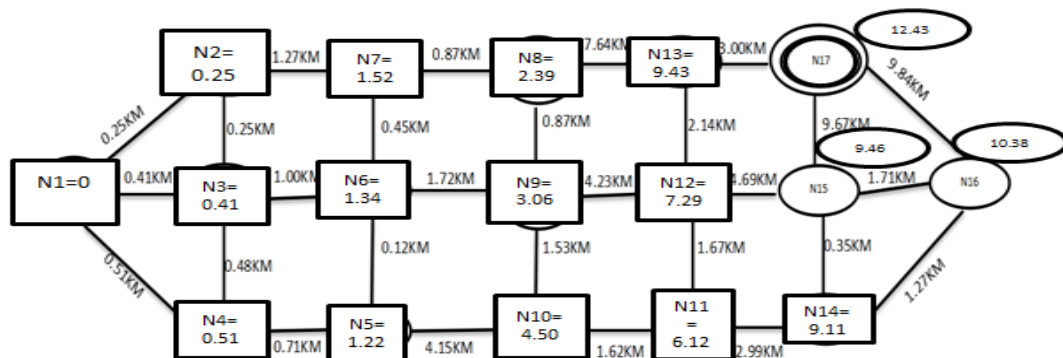 12.43
N2=
0.25
1.27KM
N7=
1.52
0.87KM
N8=
2.39
7.64KM
N13=
9.43
3.00KM
N17
9.84KM
0.25KM
0.25KM
0.45KM
0.87KM
2.14KM
9.67KM
9.46
10.38
N1=0
0.41KM
N3=
0.41
1.00KM
N6=
1.34
1.72KM
N9=
3.06
4.23KM
N12=
7.29
4.69KM
N15
1.71KM
N16
0.51KM
0.48KM
0.12KM
1.53KM
1.67KM
0.35KM
1.27KM
N4=
0.51
0.71KM
N5=
1.22
4.15KM
N10=
4.50
1.62KM
N11
=
6.12
2.99KM
N14=
9.11